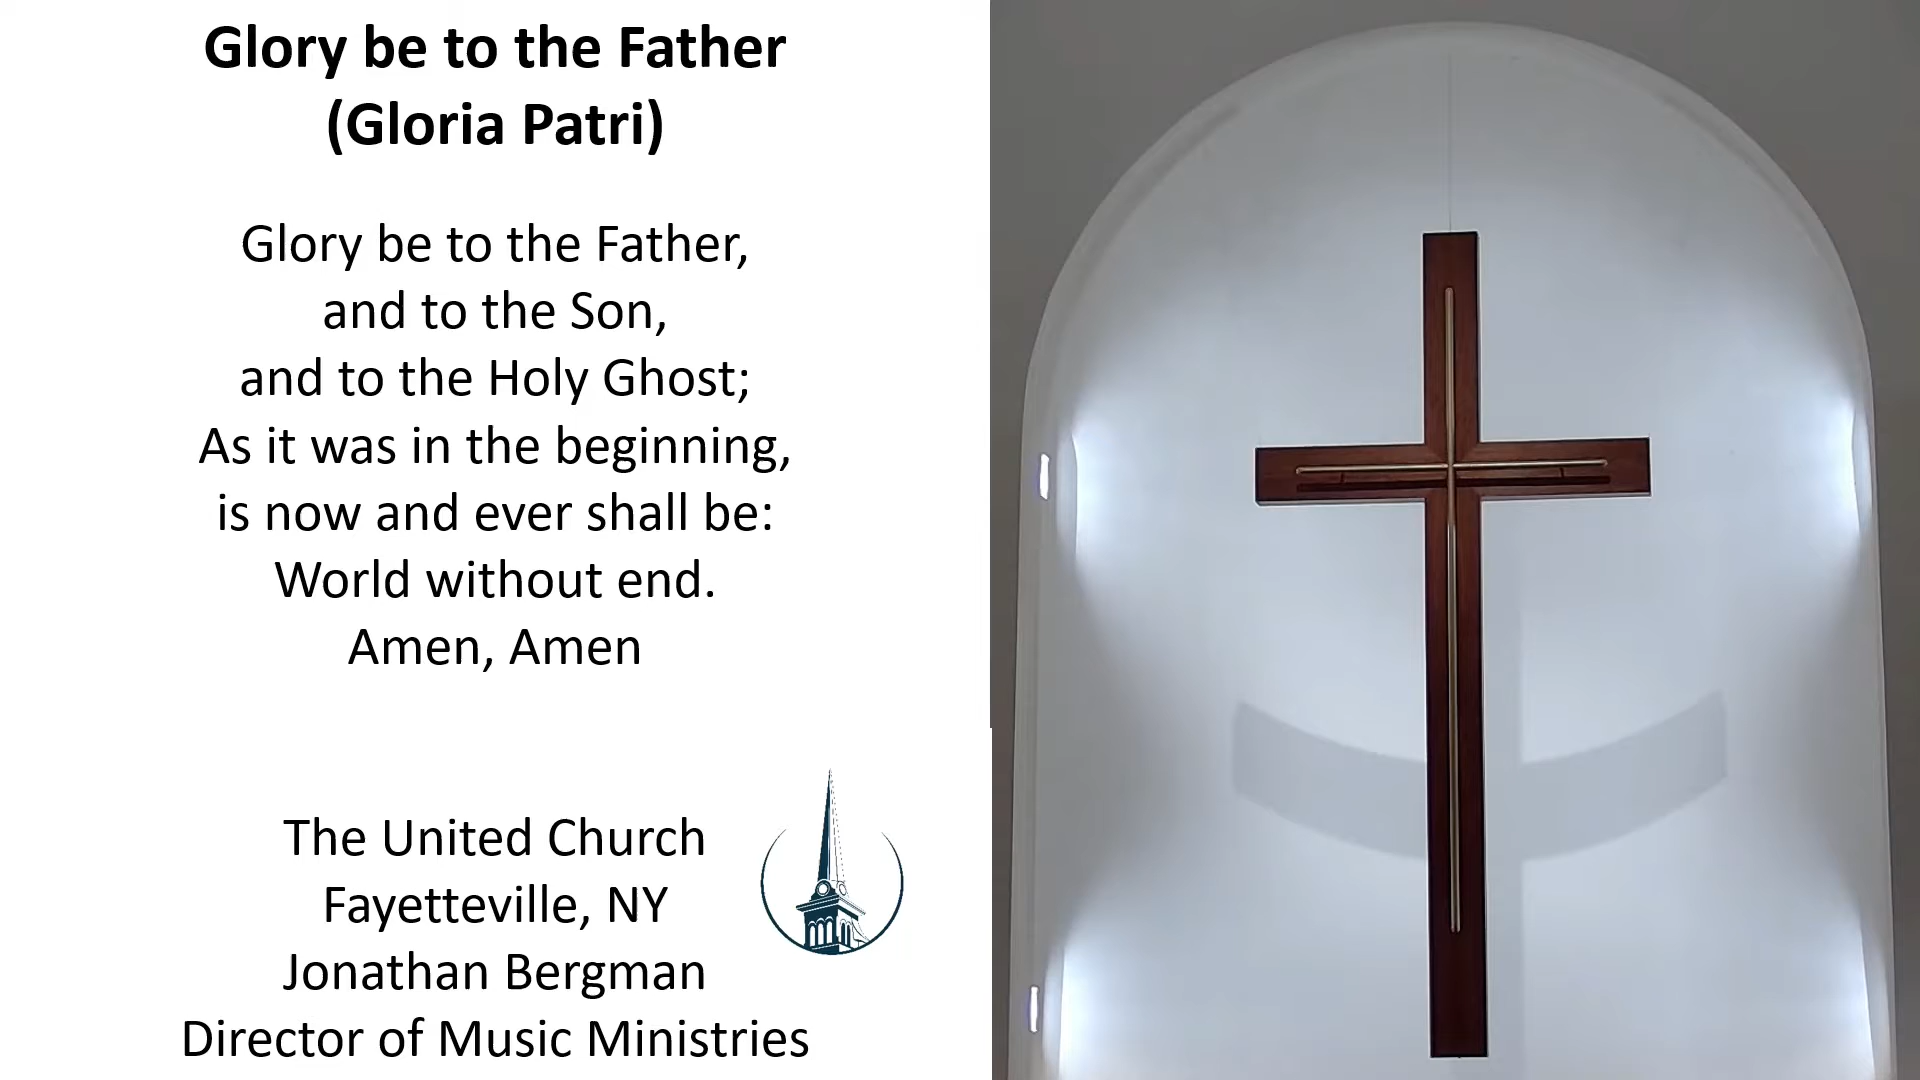 Glory be to the Father
(Gloria Patri)
Glory be to the Father,
and to the Son,
and to the Holy Ghost;
As it was in the beginning,
is now and ever shall be:
World without end.
Amen, Amen
The United Church
Fayetteville, NY
Jonathan Bergman
Director of Music Ministries